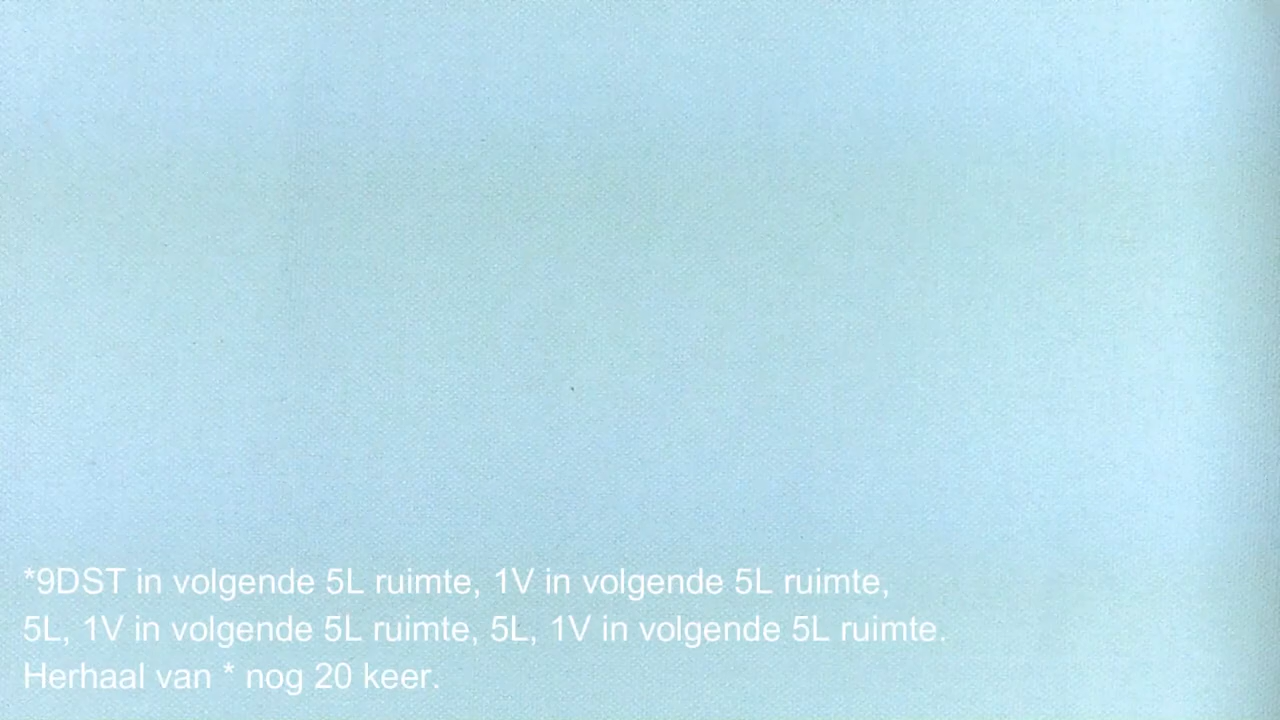 *9DST in volgende 5L ruimte, 1V in volgende 5L ruimte,
5L, 1V in volgende 5L ruimte, 5L, 1V in volgende 5L ruimte.
Herhaal van * nog 20 keer.